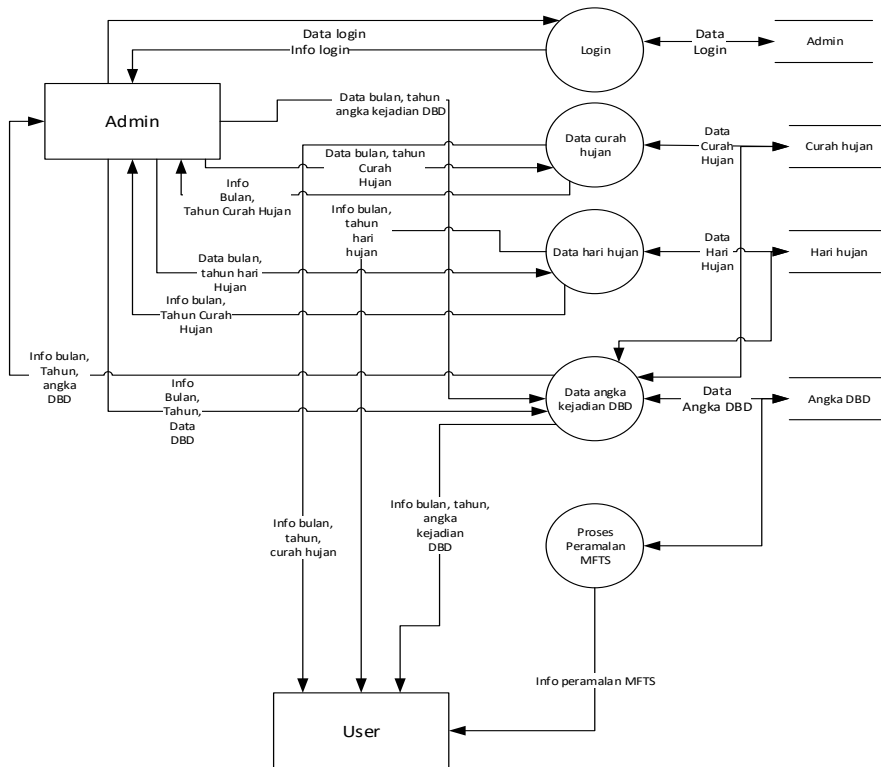 Data login
Info login
Login
Data
Login
Admin
Admin
Data bulan, tahun
angka kejadian DBD
Data curah
hujan
Data
Curah
Hujan
Curah hujan
Data bulan, tahun
Curah
Hujan
Info
Bulan,
Tahun Curah Hujan
Info bulan,
tahun
hari
hujan
Data hari hujan
Data
Hari
Hujan
Hari hujan
Data bulan,
tahun hari
Hujan
Info bulan,
Tahun Curah
Hujan
Info bulan,
Tahun,
angka
DBD
Info
Bulan,
Tahun,
Data
DBD
Data angka
kejadian DBD
Data
Angka DBD
Angka DBD
Info bulan,
tahun,
curah hujan
Info bulan, tahun,
angka
kejadian
DBD
Proses
Peramalan
MFTS
Info peramalan MFTS
User